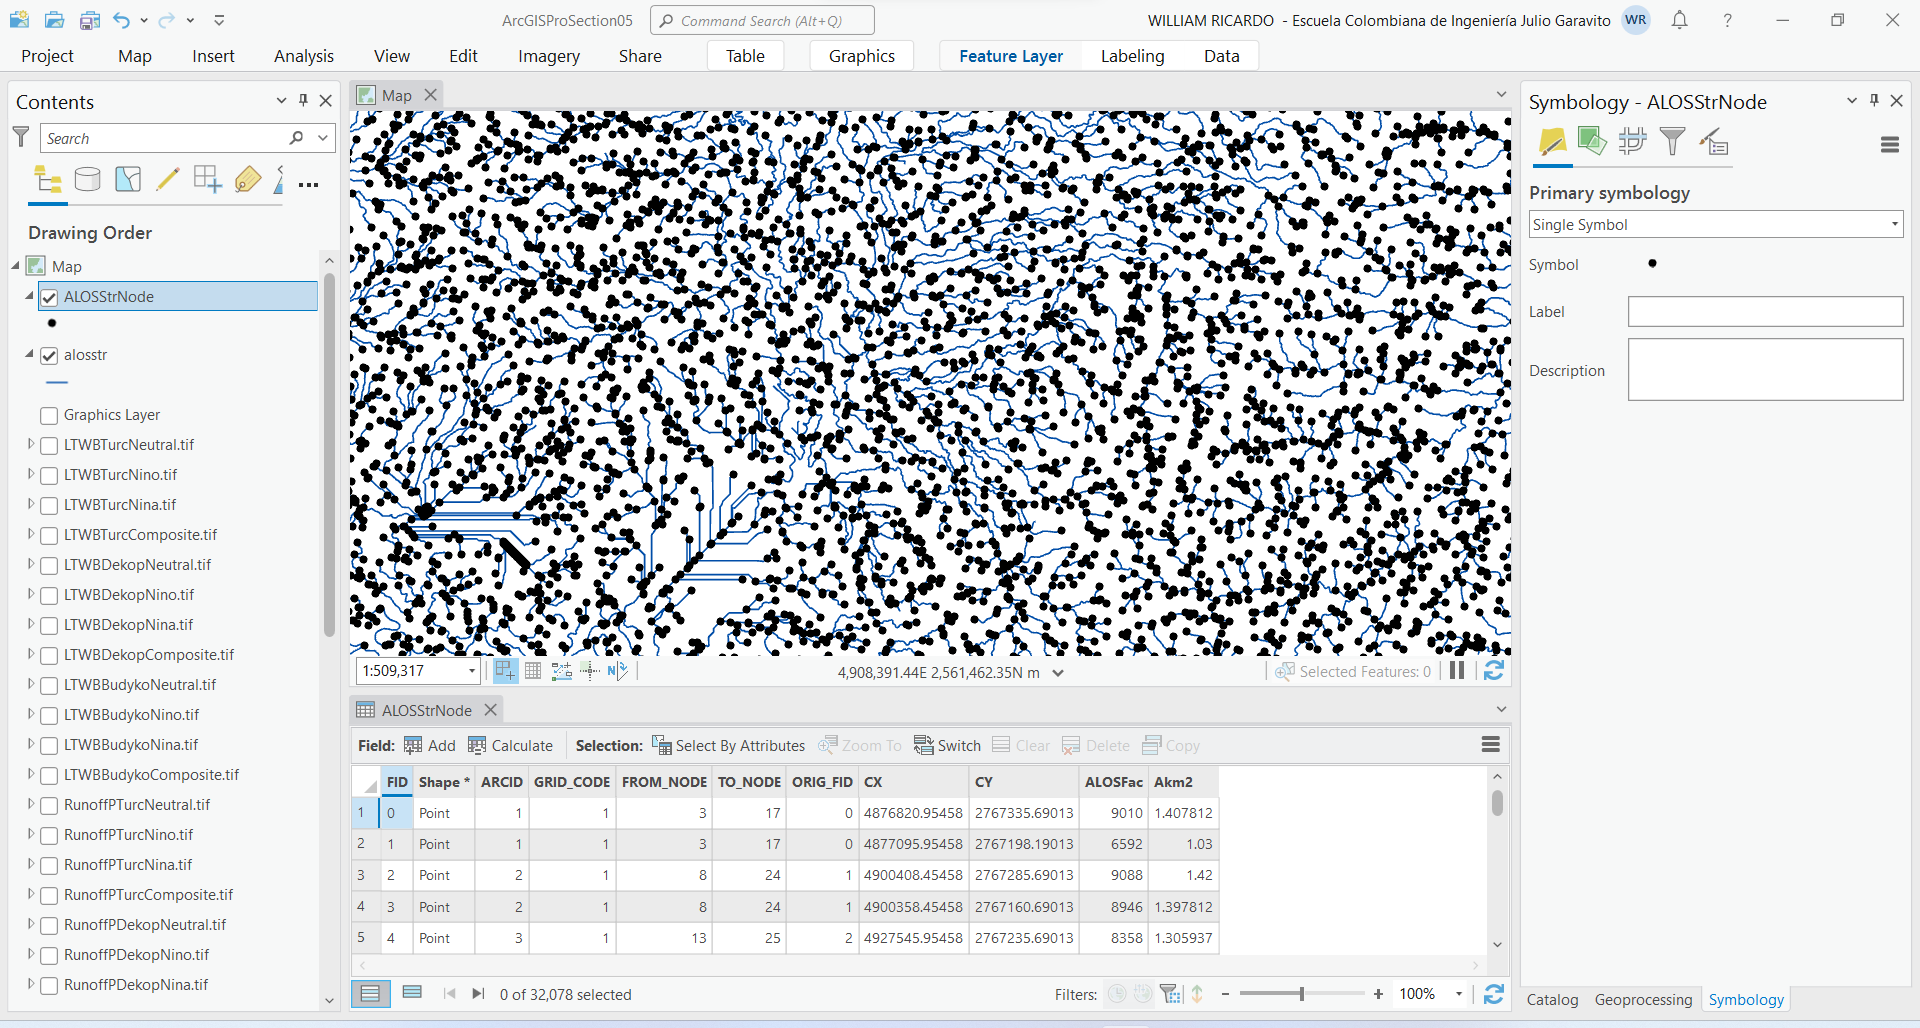 ArcGISProSection05
Command Search (Alt+Q)
WILLIAM RICARDO - Escuela Colombiana de Ingeniería Julio Garavito
WR
?
Project Map Insert Analysis View Edit Imagery Share Table Graphics Feature Layer Labeling Data
Contents
Search
Drawing Order
Map
ALOSStrNode
alosstr
Graphics Layer
LTWBTurcNeutral.tif
LTWBTurcNino.tif
LTWBTurcNina.tif
LTWBTurcComposite.tif
LTWBDekopNeutral.tif
LTWBDekopNino.tif
LTWBDekopNina.tif
LTWBDekopComposite.tif
LTWBBudykoNeutral.tif
LTWBBudykoNino.tif
LTWBBudykoNina.tif
LTWBBudykoComposite.tif
RunoffPTurcNeutral.tif
RunoffPTurcNino.tif
RunoffPTurcNina.tif
RunoffPTurcComposite.tif
RunoffPDekopNeutral.tif
RunoffPDekopNino.tif
RunoffPDekopNina.tif
Map
1:509,317
4,908,391.44E 2,561,462.35N m
Selected Features: 0
ALOSStrNode
Field: Add Calculate Selection: Select By Attributes Zoom To Switch Clear Delete Copy
FID Shape * ARCID GRID_CODE FROM_NODE TO_NODE ORIG_FID CX CY ALOSFac Akm2
1 0 Point 1 1 3 17 0 4876820.95458 2767335.69013 9010 1.407812
2 1 Point 1 1 3 17 0 4877095.95458 2767198.19013 6592 1.03
3 2 Point 2 1 8 24 1 4900408.45458 2767285.69013 9088 1.42
4 3 Point 2 1 8 24 1 4900358.45458 2767160.69013 8946 1.397812
5 4 Point 3 1 13 25 2 4927545.95458 2767235.69013 8358 1.305937
0 of 32,078 selected
Filters:
100%
Symbology - ALOSStrNode
Primary symbology
Single Symbol
Symbol
Label
Description
Catalog Geoprocessing Symbology